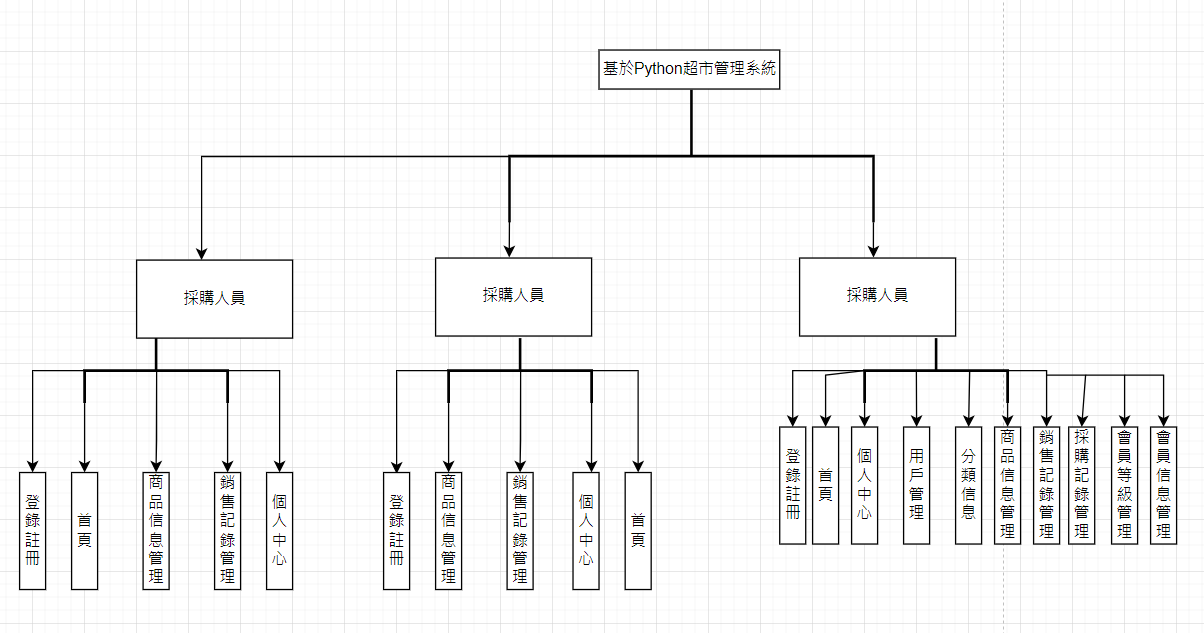 基於Python超市管理系統
採購人員
採購人員
採購人員
登錄註冊
首頁
商品信息管理
銷售記錄管理
個人中心
登錄註冊
商品信息管理
銷售記錄管理
個人中心
首頁
登錄註冊
首頁
個人中心
用戶管理
分類信息
商品信息管理
銷售記錄管理
採購記錄管理
會員等級管理
會員信息管理